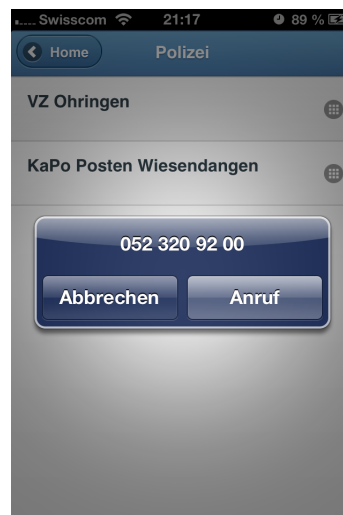 Swisscom 21:17 89 %
Home Polizei
VZ Ohringen
KaPo Posten Wiesendangen
052 320 92 00
Abbrechen Anruf